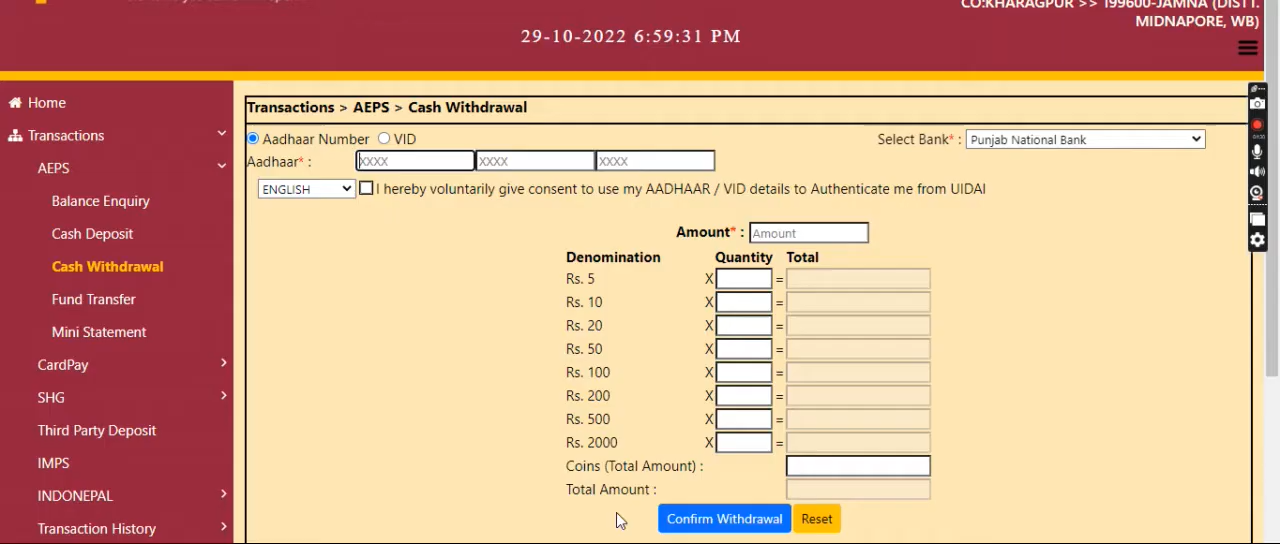 CO:KHARAGPUR >> 199600-JAMNA (DISTT.
MIDNAPORE, WB)
29-10-2022 6:59:31 PM
Home
Transactions
AEPS
Balance Enquiry
Cash Deposit
Cash Withdrawal
Fund Transfer
Mini Statement
CardPay
SHG
Third Party Deposit
IMPS
INDONEPAL
Transaction History
Transactions > AEPS > Cash Withdrawal
Aadhaar Number VID
Select Bank* : Punjab National Bank
Aadhaar* : XXXX XXXX XXXX
ENGLISH I hereby voluntarily give consent to use my AADHAAR / VID details to Authenticate me from UIDAI
Amount* : Amount
Denomination Quantity Total
Rs. 5 X =
Rs. 10 X =
Rs. 20 X =
Rs. 50 X =
Rs. 100 X =
Rs. 200 X =
Rs. 500 X =
Rs. 2000 X =
Coins (Total Amount) :
Total Amount :
Confirm Withdrawal Reset